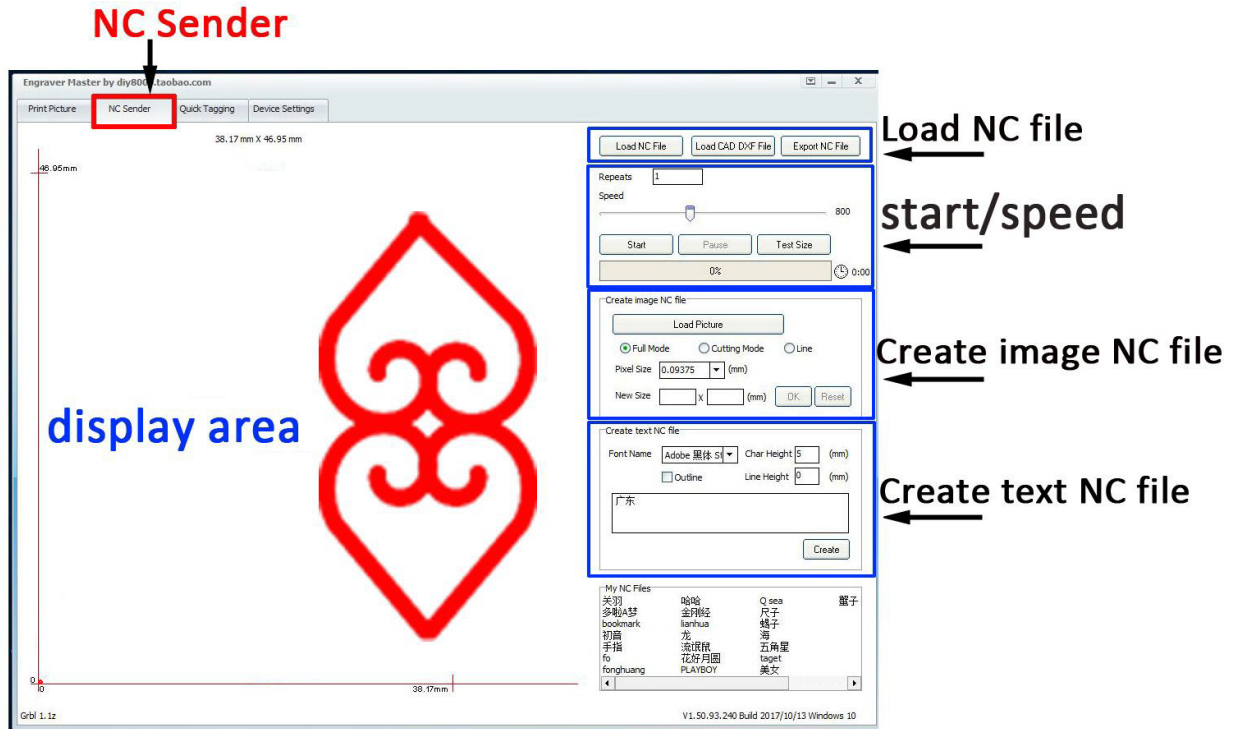 NC Sender
Engraver Master by diy800 .taobao.com
Print Picture
NC Sender
Quick Tagging
Device Settings
38.17 mm X 46.95 mm
46.95mm
display area
0
0
38.17mm
Load NC File
Load CAD DXF File
Export NC File
Load NC file
Repeats 1
Speed
800
start/speed
Start
Pause
Test Size
0%
0:00
Create image NC file
Load Picture
Full Mode
Cutting Mode
Line
Pixel Size 0.09375 (mm)
New Size X (mm) OK Reset
Create image NC file
Create text NC file
Font Name Adobe 黑体 St Char Height 5 (mm)
Outline Line Height 0 (mm)
广东
Create
Create text NC file
My NC Files
关羽 哈哈 Q sea 蟹子
多啦A梦 金刚经 尺子
bookmark lianhua 蝎子
初音 龙 海
手指 流氓鼠 五角星
fo 花好月圆 taget
fonghuang PLAYBOY 美女
Grbl 1.1z
V1.50.93.240 Build 2017/10/13 Windows 10